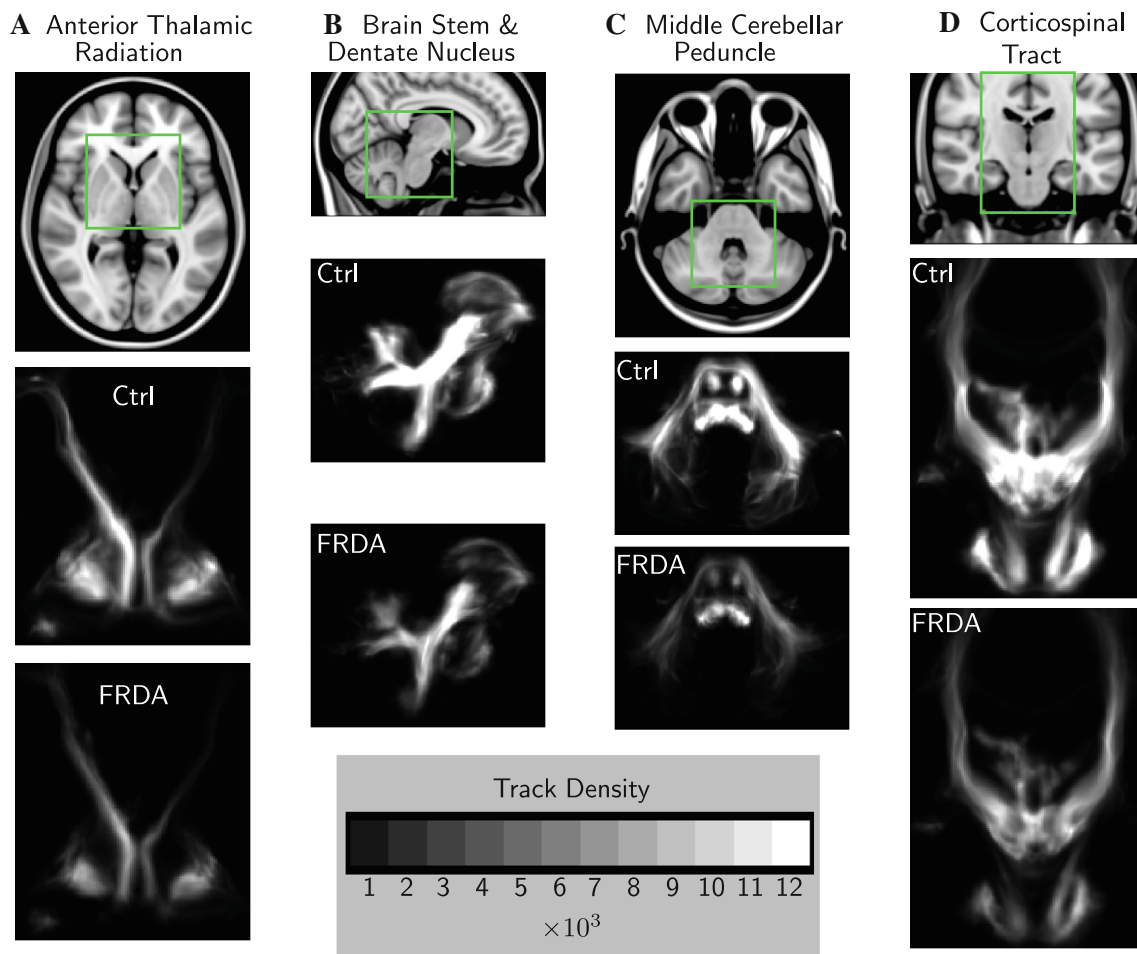 A Anterior Thalamic
Radiation
Ctrl
FRDA
B Brain Stem &
Dentate Nucleus
Ctrl
FRDA
C Middle Cerebellar
Peduncle
Ctrl
FRDA
D Corticospinal
Tract
Ctrl
FRDA
Track Density
1 2 3 4 5 6 7 8 9 10 11 12
×10³